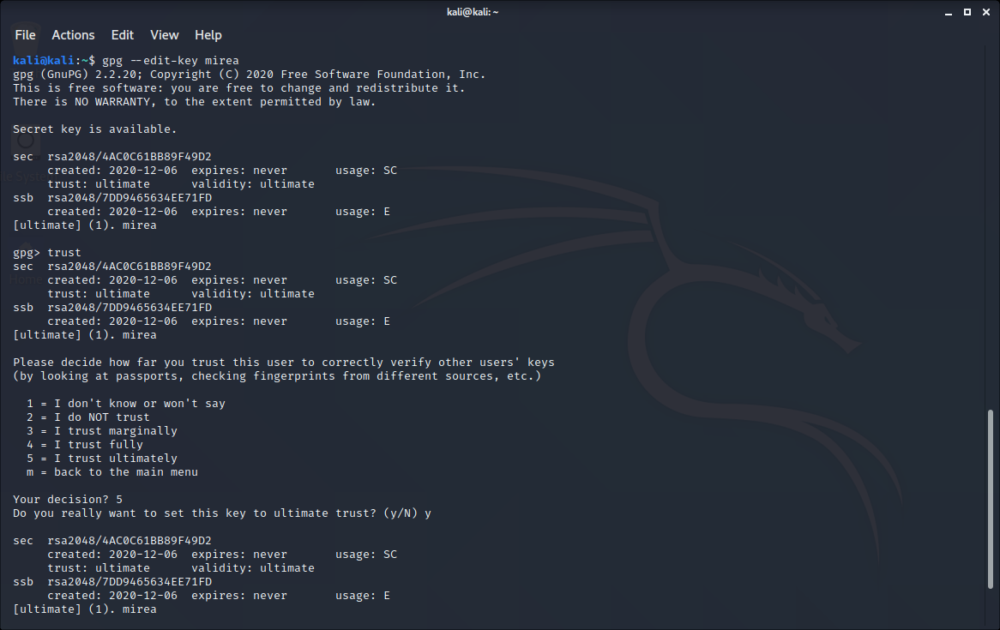 kali@kali: ~
File Actions Edit View Help
kali@kali:~$ gpg --edit-key mirea
gpg (GnuPG) 2.2.20; Copyright (C) 2020 Free Software Foundation, Inc.
This is free software: you are free to change and redistribute it.
There is NO WARRANTY, to the extent permitted by law.
Secret key is available.
sec  rsa2048/4AC0C61BB89F49D2
     created: 2020-12-06  expires: never       usage: SC
     trust: ultimate      validity: ultimate
ssb  rsa2048/7DD9465634EE71FD
     created: 2020-12-06  expires: never       usage: E
[ultimate] (1). mirea
gpg> trust
sec  rsa2048/4AC0C61BB89F49D2
     created: 2020-12-06  expires: never       usage: SC
     trust: ultimate      validity: ultimate
ssb  rsa2048/7DD9465634EE71FD
     created: 2020-12-06  expires: never       usage: E
[ultimate] (1). mirea
Please decide how far you trust this user to correctly verify other users' keys
(by looking at passports, checking fingerprints from different sources, etc.)
  1 = I don't know or won't say
  2 = I do NOT trust
  3 = I trust marginally
  4 = I trust fully
  5 = I trust ultimately
  m = back to the main menu
Your decision? 5
Do you really want to set this key to ultimate trust? (y/N) y
sec  rsa2048/4AC0C61BB89F49D2
     created: 2020-12-06  expires: never       usage: SC
     trust: ultimate      validity: ultimate
ssb  rsa2048/7DD9465634EE71FD
     created: 2020-12-06  expires: never       usage: E
[ultimate] (1). mirea